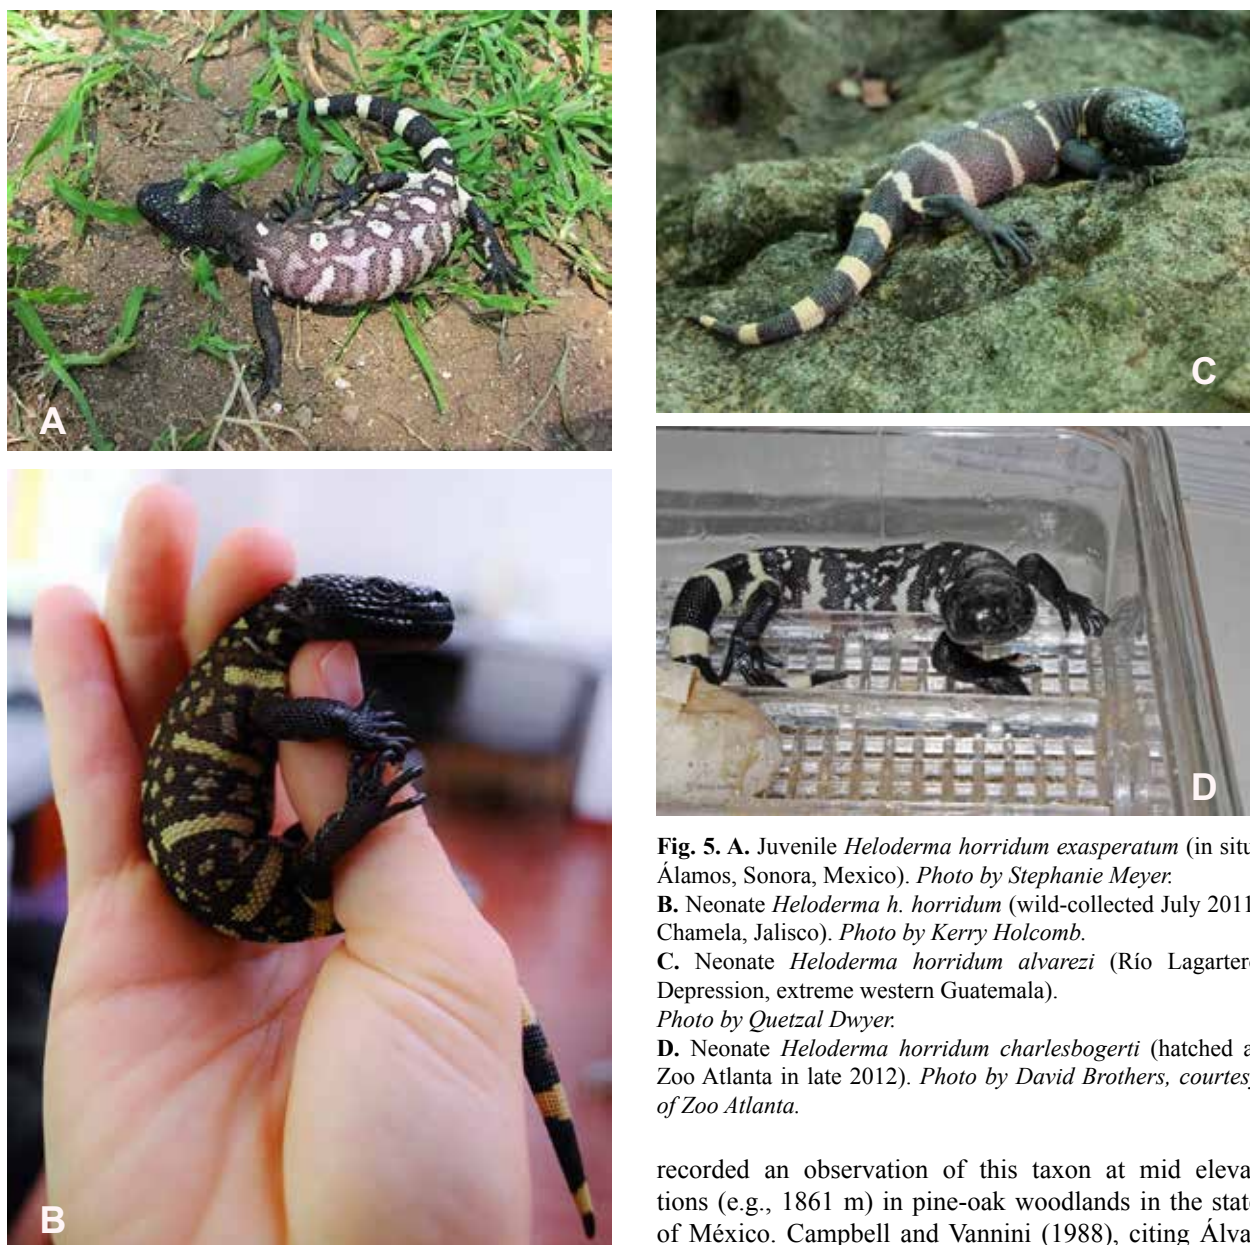 A
B
C
D
Fig. 5. A. Juvenile Heloderma horridum exasperatum (in situ
Álamos, Sonora, Mexico). Photo by Stephanie Meyer.
B. Neonate Heloderma h. horridum (wild-collected July 2011
Chamela, Jalisco). Photo by Kerry Holcomb.
C. Neonate Heloderma horridum alvarezi (Río Lagarter
Depression, extreme western Guatemala).
Photo by Quetzal Dwyer.
D. Neonate Heloderma horridum charlesbogerti (hatched a
Zoo Atlanta in late 2012). Photo by David Brothers, courtesy
of Zoo Atlanta.
recorded an observation of this taxon at mid eleva
tions (e.g., 1861 m) in pine-oak woodlands in the state
of México. Campbell and Vannini (1988), citing Álva